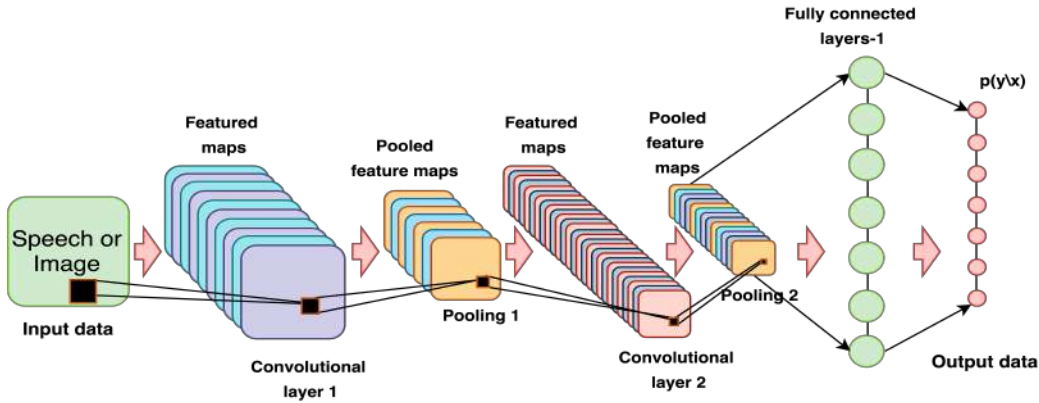 Fully connected
layers-1
p(y\x)
Featured
maps
Pooled
feature maps
Featured
maps
Pooled
feature
maps
Speech or
Image
Input data
Convolutional
layer 1
Pooling 1
Convolutional
layer 2
Pooling 2
Output data